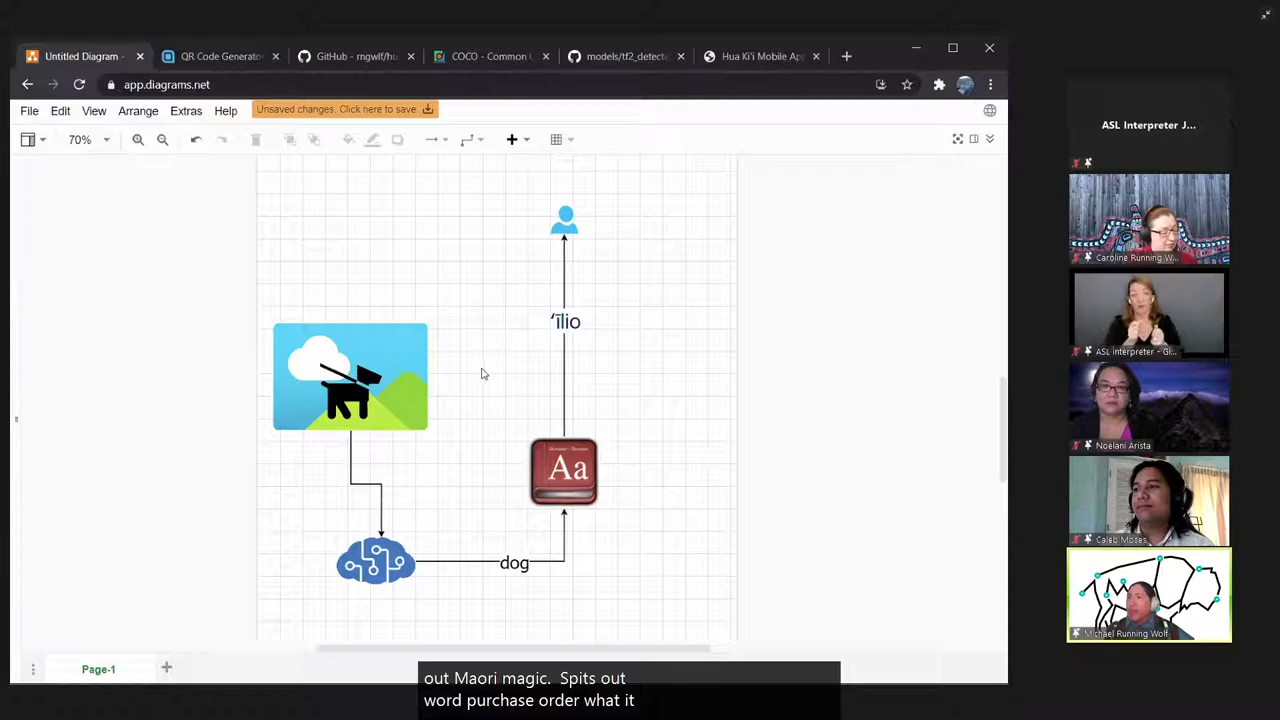 Untitled Diagram -
QR Code Generator
GitHub - rngwlf/hu
COCO - Common
models/tf2_detecti
Hua Ki'i Mobile App
app.diagrams.net
File Edit View Arrange Extras Help
Unsaved changes. Click here to save.
70%
ʻīlio
Aa
dog
Page-1
out Maori magic. Spits out
word purchase order what it
ASL Interpreter J...
Caroline Running W...
ASL Interpreter - Gi...
Noelani Arista
Caleb Moses
Michael Running Wolf